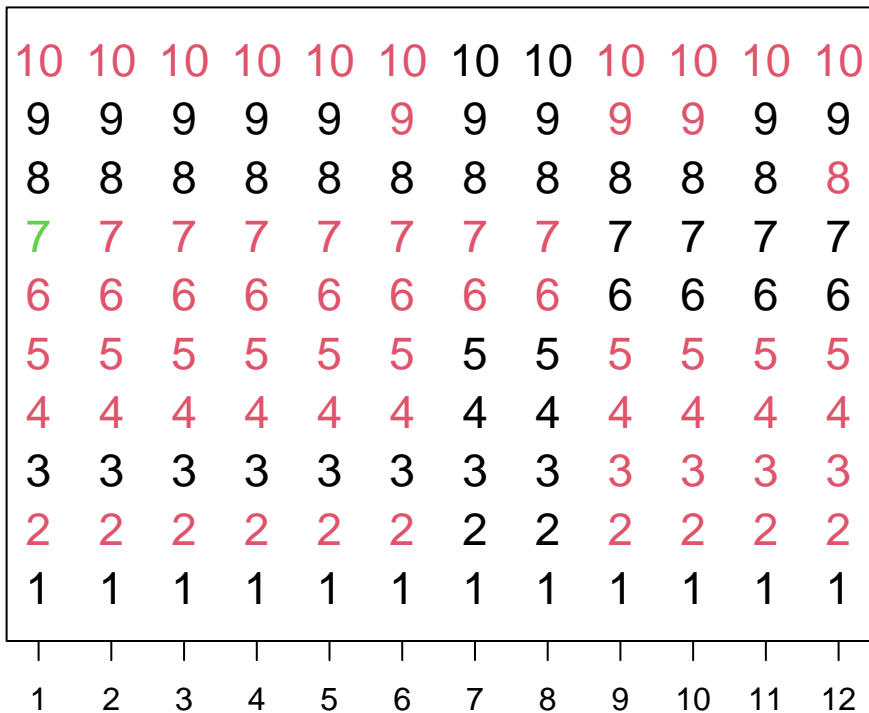 10 10 10 10 10 10 10 10 10 10 10 10
9 9 9 9 9 9 9 9 9 9 9 9
8 8 8 8 8 8 8 8 8 8 8 8
7 7 7 7 7 7 7 7 7 7 7 7
6 6 6 6 6 6 6 6 6 6 6 6
5 5 5 5 5 5 5 5 5 5 5 5
4 4 4 4 4 4 4 4 4 4 4 4
3 3 3 3 3 3 3 3 3 3 3 3
2 2 2 2 2 2 2 2 2 2 2 2
1 1 1 1 1 1 1 1 1 1 1 1
1 2 3 4 5 6 7 8 9 10 11 12